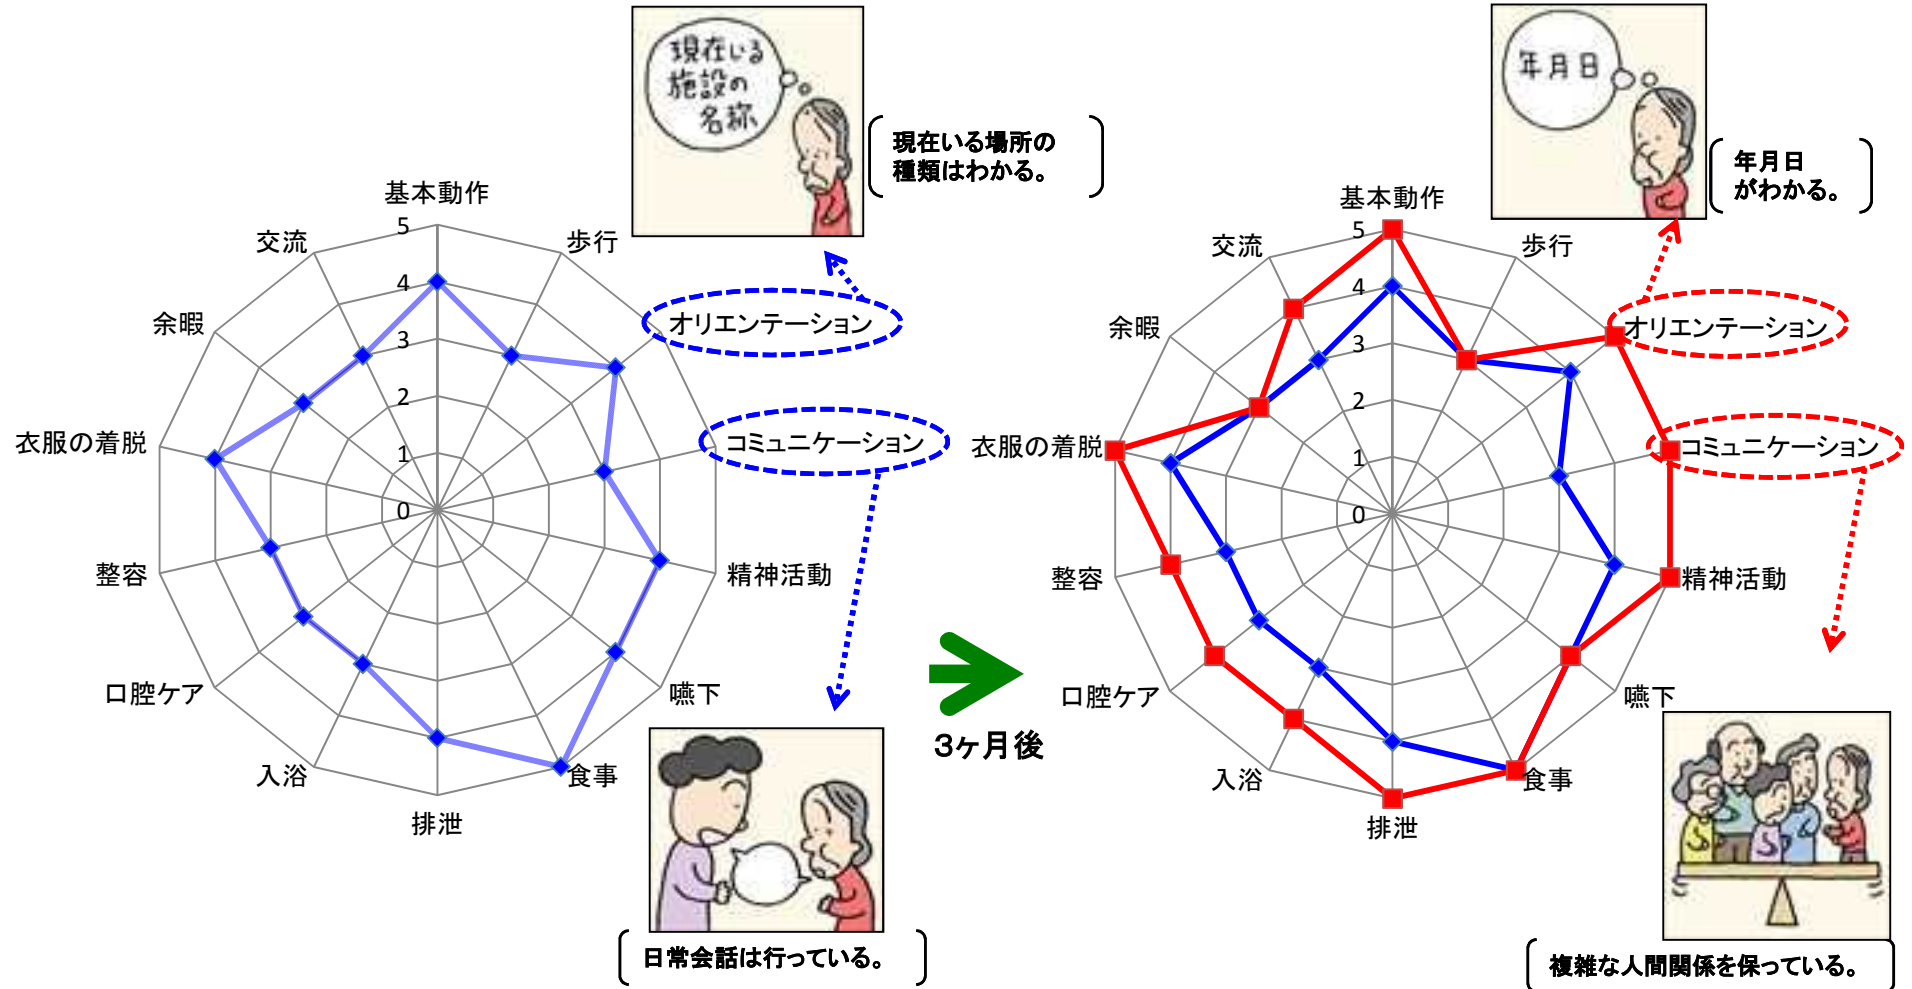 現在いる
施設の
名称
現在いる場所の
種類はわかる。
基本動作
歩行
オリエンテーション
コミュニケーション
精神活動
嚥下
食事
排泄
入浴
口腔ケア
整容
衣服の着脱
余暇
交流
5
4
3
2
1
0
日常会話は行っている。
3ヶ月後
年月日
年月日
がわかる。
基本動作
歩行
オリエンテーション
コミュニケーション
精神活動
嚥下
食事
排泄
入浴
口腔ケア
整容
衣服の着脱
余暇
交流
5
4
3
2
1
0
複雑な人間関係を保っている。